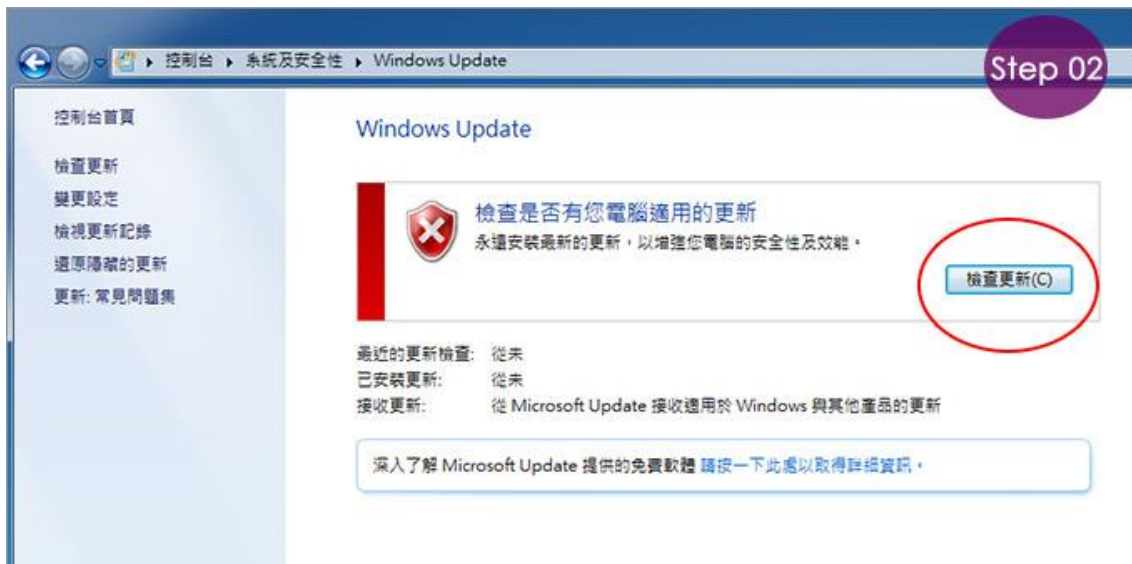 控制台 ▸ 系統及安全性 ▸ Windows Update
Step 02
控制台首頁
檢查更新
變更設定
檢視更新記錄
還原隱藏的更新
更新: 常見問題集
Windows Update
檢查是否有您電腦適用的更新
永遠安裝最新的更新，以增強您電腦的安全性及效能。
檢查更新(C)
最近的更新檢查: 從未
已安裝更新: 從未
接收更新: 從 Microsoft Update 接收適用於 Windows 與其他產品的更新
深入了解 Microsoft Update 提供的免費軟體 請按一下此處以取得詳細資訊。